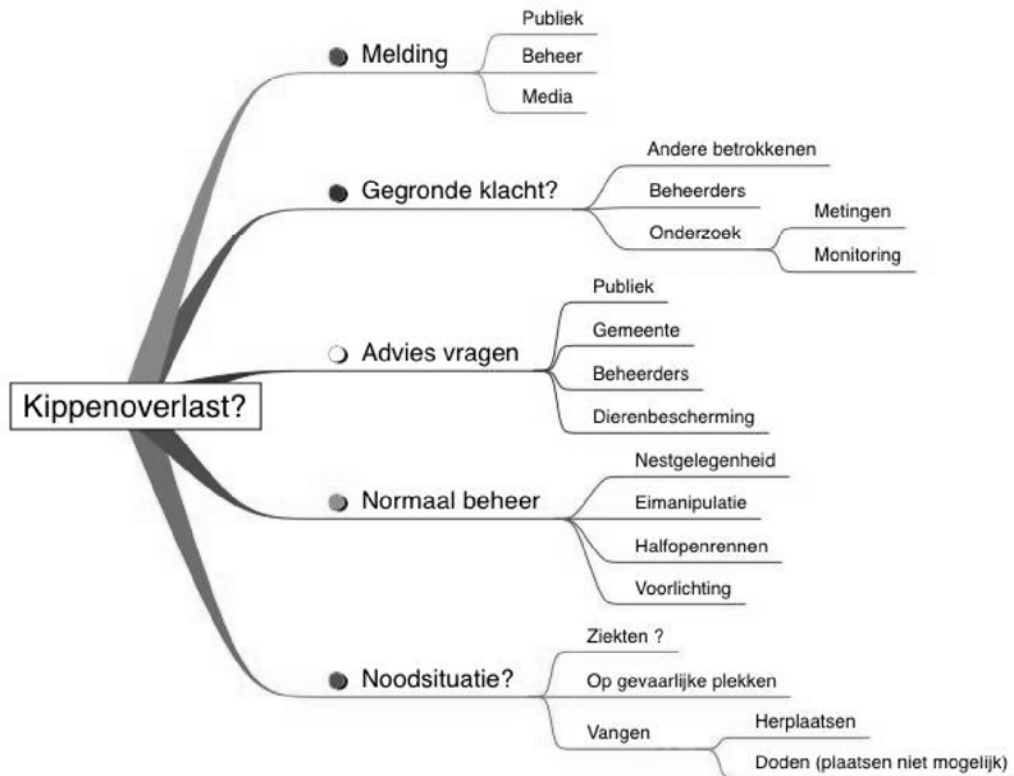 Kippenoverlast?
Melding
Publiek
Beheer
Media
Gegronde klacht?
Andere betrokkenen
Beheerders
Onderzoek
Metingen
Monitoring
Advies vragen
Publiek
Gemeente
Beheerders
Dierenbescherming
Normaal beheer
Nestgelegenheid
Eimanipulatie
Halfopenrennen
Voorlichting
Noodsituatie?
Ziekten ?
Op gevaarlijke plekken
Vangen
Herplaatsen
Doden (plaatsen niet mogelijk)